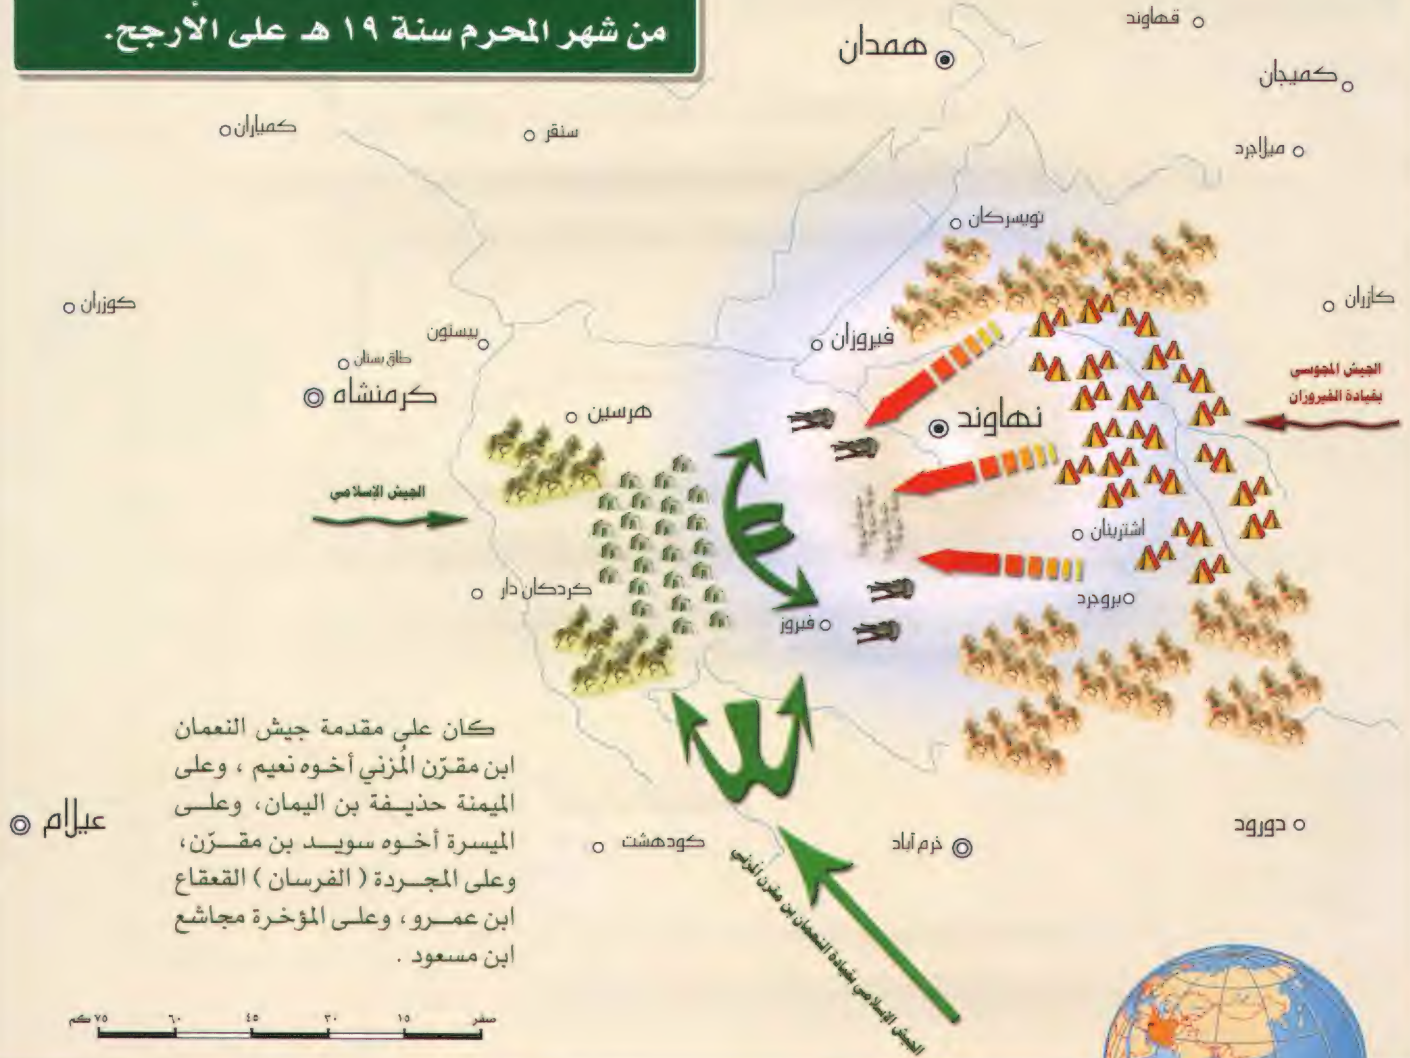 من شهر المحرم سنة ١٩ هـ على الأرجح.
قهاوند
همدان
كميجان
كمياران
سنقر
ميلاجرد
تويسركان
كوزران
كازران
بيستون
فيروزان
طاق بستان
كرمنشاه
الجيش المجوسي
بقيادة الفيروزان
هرسين
نهاوند
الجيش الإسلامي
اشترينان
كردكان دار
بروجرد
فيروز
كان على مقدمة جيش النعمان
ابن مقرّن المُزني أخوه نعيم ، وعلى
الميمنة حذيفة بن اليمان، وعلى
الميسرة أخوه سويد بن مقرّن،
وعلى المجردة ( الفرسان ) القعقاع
ابن عمرو، وعلى المؤخرة مجاشع
ابن مسعود .
عيلام
كودهشت
خرم آباد
دورود
الجيش الإسلامي بقيادة النعمان بن مقرن المزني
صفر ١٥ ٣٠ ٤٥ ٦٠ ٧٥ كم